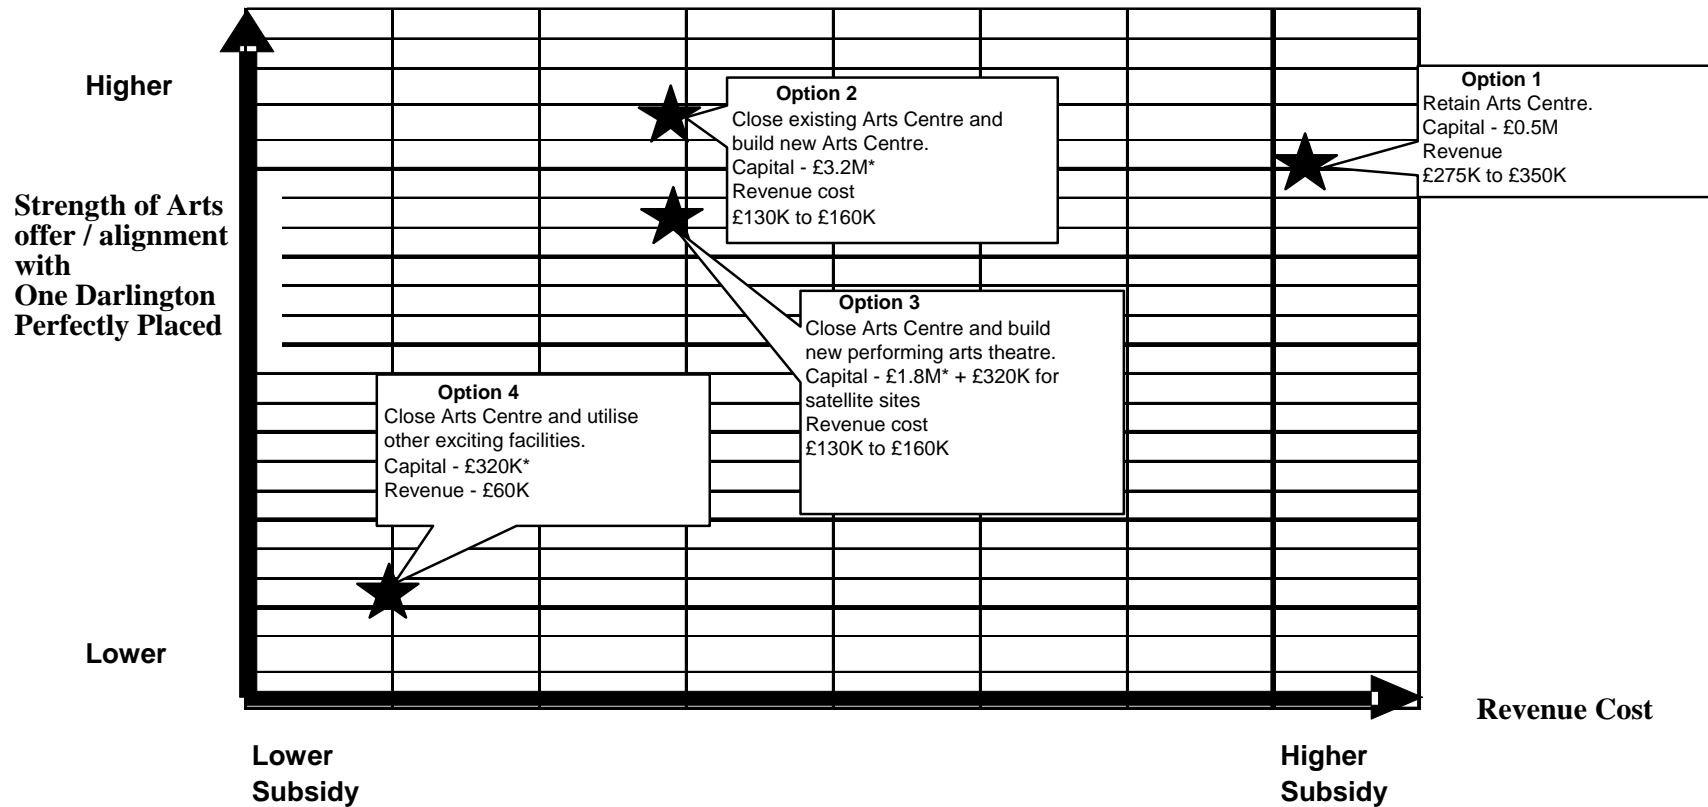 Higher
Strength of Arts
offer / alignment
with
One Darlington
Perfectly Placed
Lower
Option 2
Close existing Arts Centre and
build new Arts Centre.
Capital - £3.2M*
Revenue cost
£130K to £160K
Option 1
Retain Arts Centre.
Capital - £0.5M
Revenue
£275K to £350K
Option 3
Close Arts Centre and build
new performing arts theatre.
Capital - £1.8M* + £320K for
satellite sites
Revenue cost
£130K to £160K
Option 4
Close Arts Centre and utilise
other exciting facilities.
Capital - £320K*
Revenue - £60K
Revenue Cost
Lower
Subsidy
Higher
Subsidy